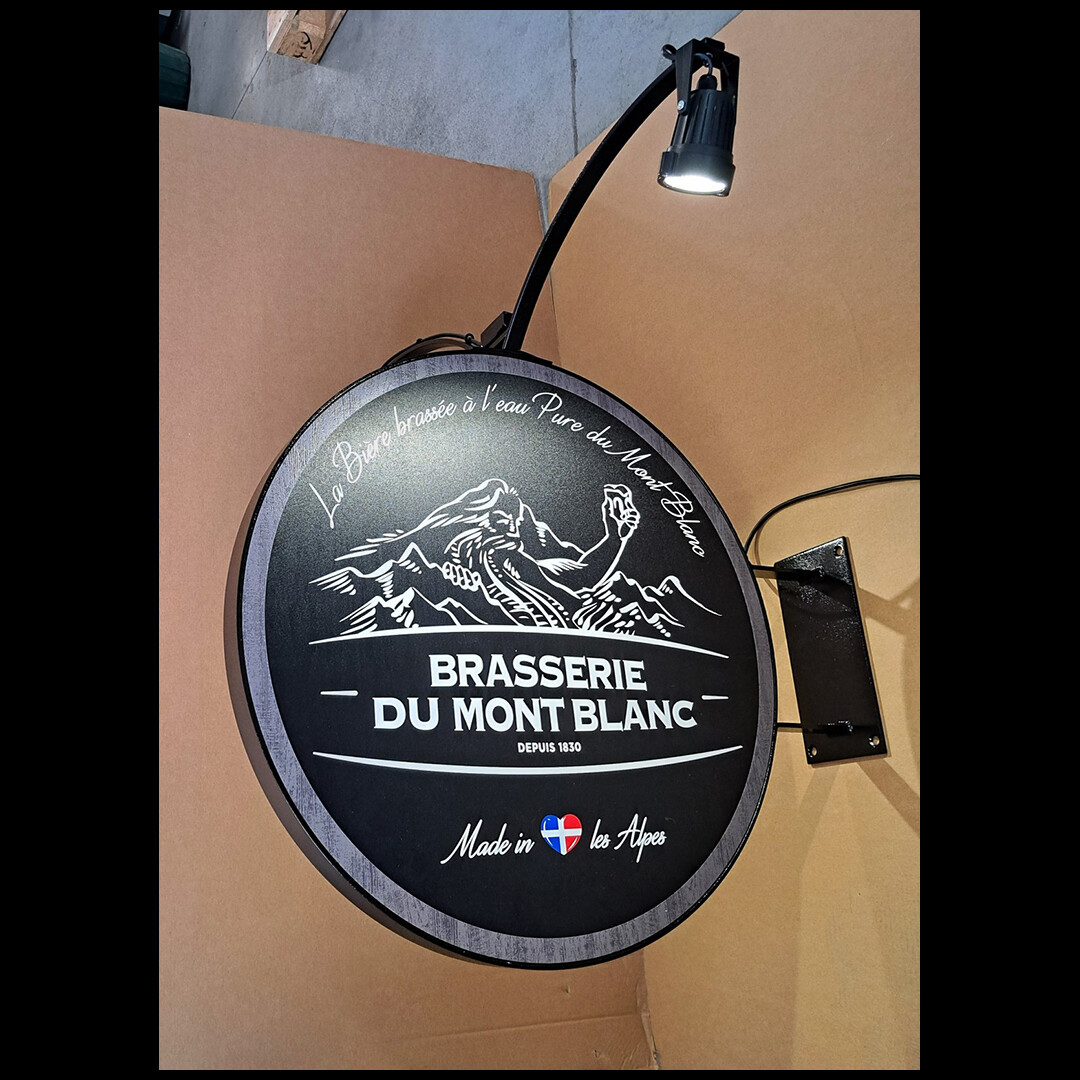 La Bière brassée à l'eau Pure du Mont Blanc
BRASSERIE
DU MONT BLANC
DEPUIS 1830
Made in les Alpes